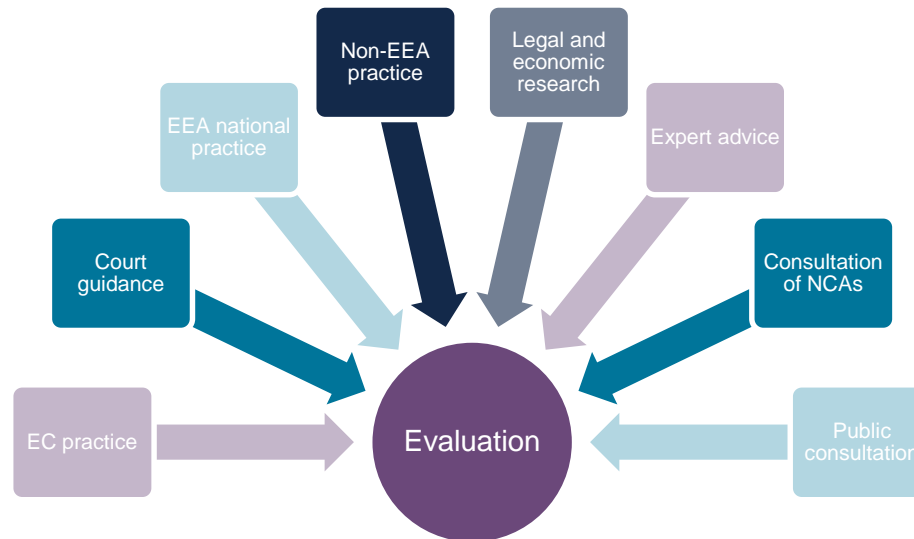 Non-EEA
practice
Legal and
economic
research
EEA national
practice
Expert advice
Court
guidance
Consultation
of NCAs
EC practice
Evaluation
Public
consultation